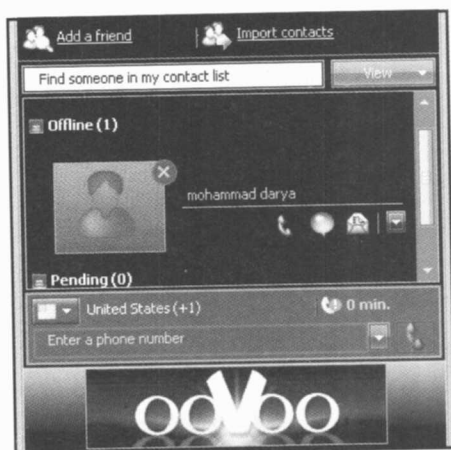 Add a friend | Import contacts
Find someone in my contact list View
Offline (1)
mohammad darya
Pending (0)
United States (+1) 0 min.
Enter a phone number
ooVoo